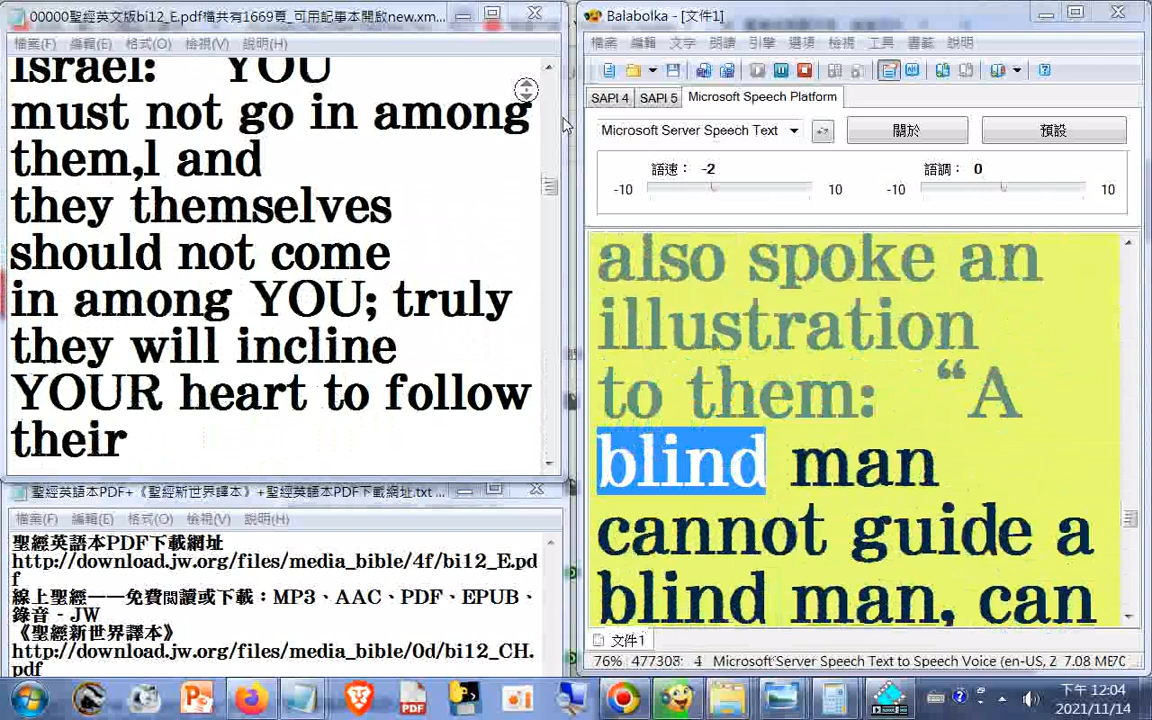 00000聖經英文版bi12_E.pdf檔共有1669頁_可用記事本開啟new.xm...
檔案(F) 編輯(E) 格式(O) 檢視(V) 說明(H)
Israel: YOU
must not go in among
them,l and
they themselves
should not come
in among YOU; truly
they will incline
YOUR heart to follow
their
聖經英語本PDF+《聖經新世界譯本》+聖經英語本PDF下載網址.txt ...
檔案(F) 編輯(E) 格式(O) 檢視(V) 說明(H)
聖經英語本PDF下載網址
http://download.jw.org/files/media_bible/4f/bi12_E.pd
f
線上聖經——免費閱讀或下載：MP3、AAC、PDF、EPUB、
錄音 - JW
《聖經新世界譯本》
http://download.jw.org/files/media_bible/0d/bi12_CH.
pdf
Balabolka - [文件1]
檔案 編輯 文字 朗讀 引擎 選項 檢視 工具 書籤 說明
SAPI 4 SAPI 5 Microsoft Speech Platform
Microsoft Server Speech Text 關於 預設
語速： -2 語調： 0
-10 10 -10 10
also spoke an
illustration
to them: “A
blind man
cannot guide a
blind man, can
文件1
76% 477303: 4 Microsoft Server Speech Text to Speech Voice (en-US, Z 7.08 ME
下午 12:04
2021/11/14